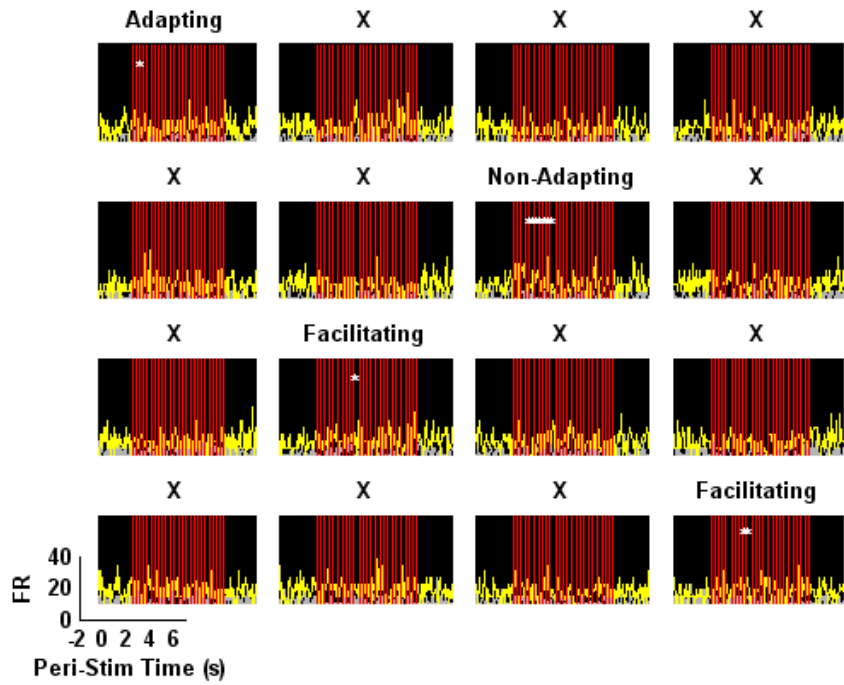 Adapting X X X
*
X X Non-Adapting X
*******
X Facilitating X X
*
X X X Facilitating
**
40
20
0
FR
-2 0 2 4 6
Peri-Stim Time (s)